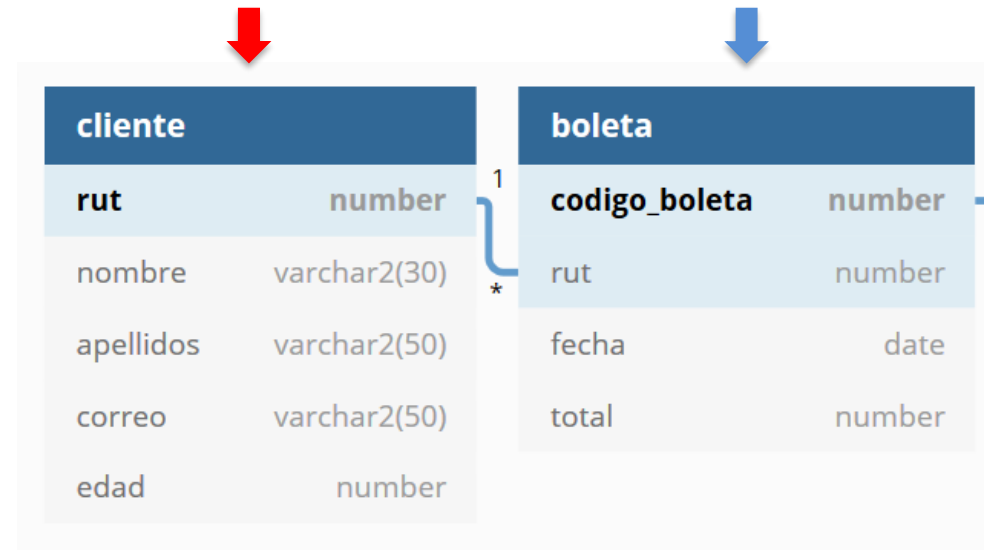 cliente
rut number
nombre varchar2(30)
apellidos varchar2(50)
correo varchar2(50)
edad number
1
*
boleta
codigo_boleta number
rut number
fecha date
total number